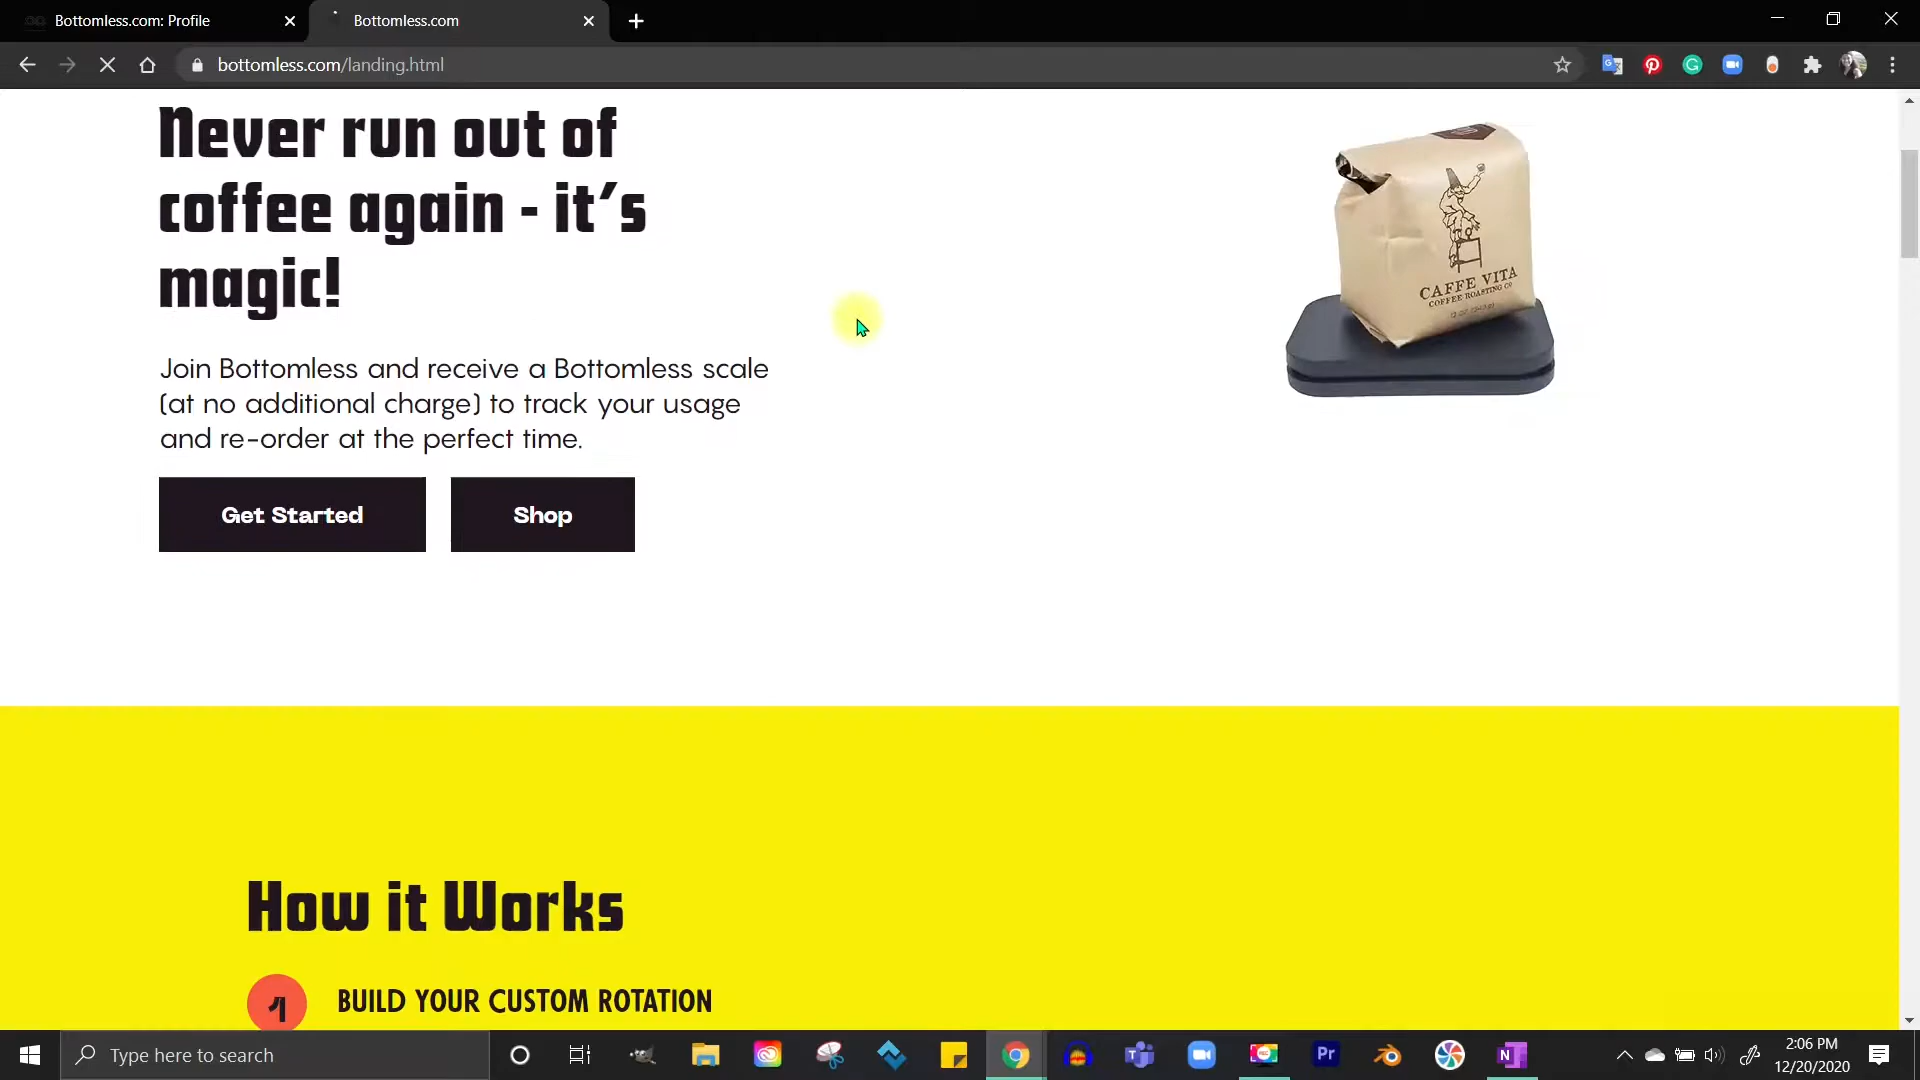 Bottomless.com: Profile
Bottomless.com
bottomless.com/landing.html
Never run out of
coffee again - it's
magic!
CAFFE VITA
COFFEE ROASTING CO
Join Bottomless and receive a Bottomless scale
(at no additional charge) to track your usage
and re-order at the perfect time.
Get Started
Shop
How it Works
1 BUILD YOUR CUSTOM ROTATION
Type here to search
2:06 PM
12/20/2020